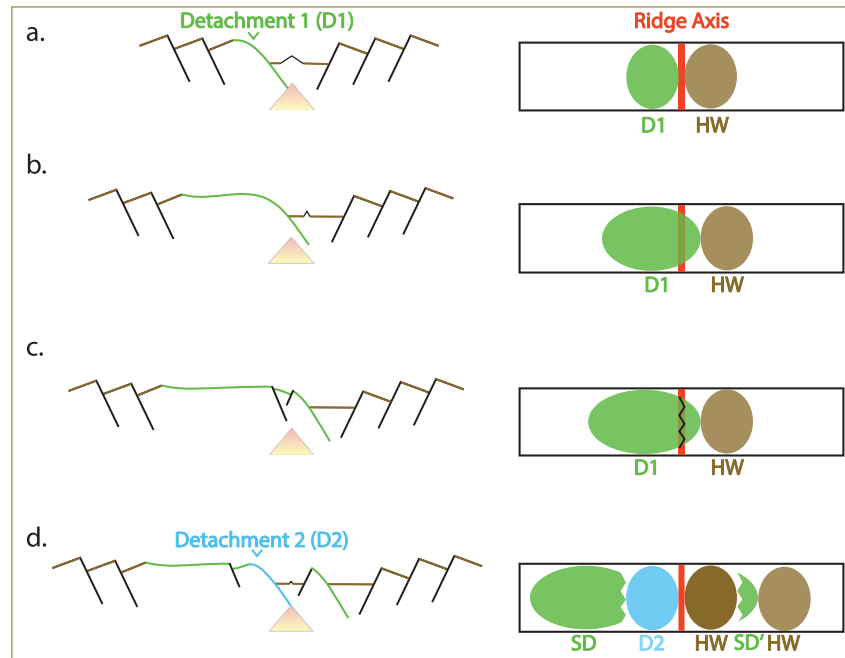 a.
Detachment 1 (D1)
Ridge Axis
D1 HW
b.
D1 HW
c.
D1 HW
d.
Detachment 2 (D2)
SD D2 HW SD' HW